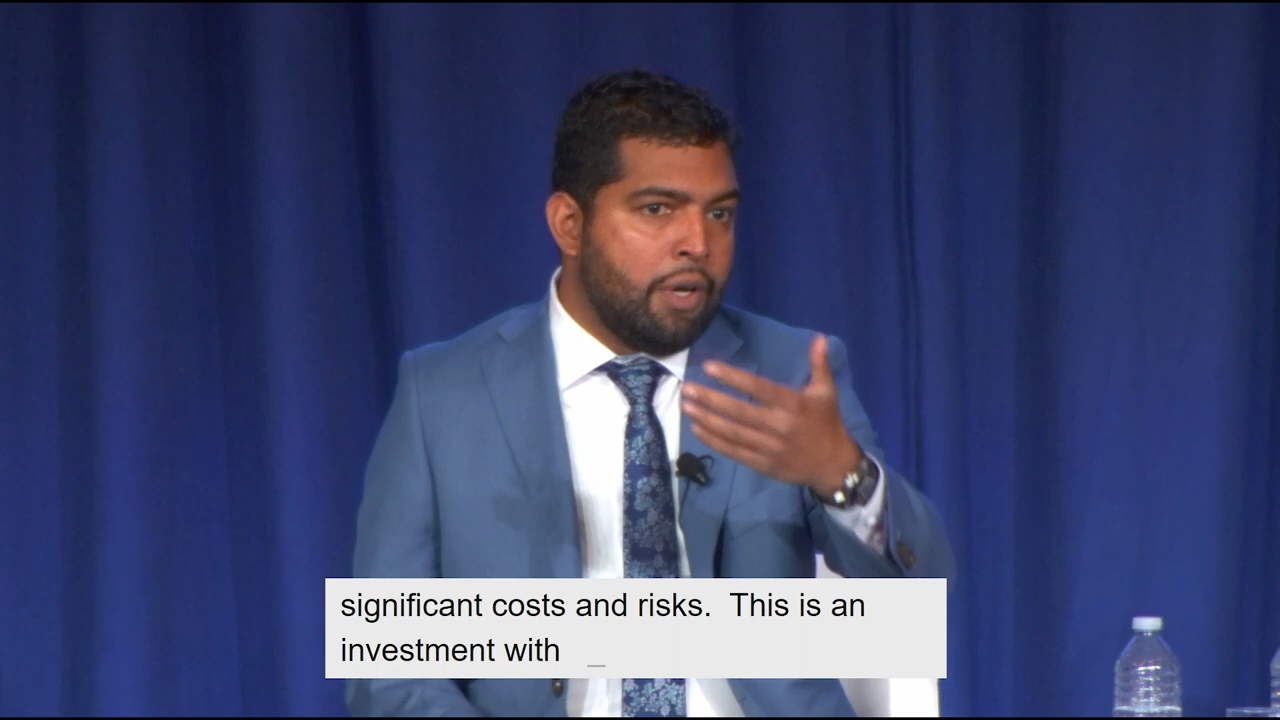 significant costs and risks.  This is an
investment with _